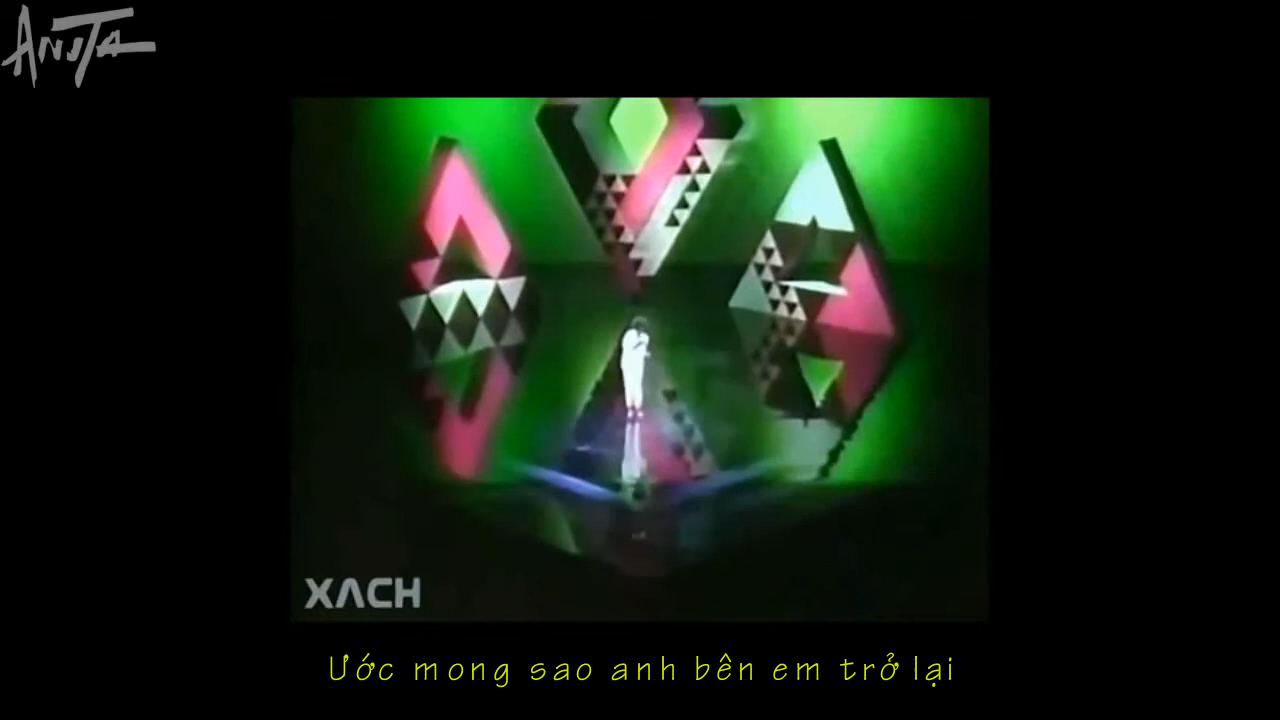 ANITA
XACH
Ước mong sao anh bên em trở lại